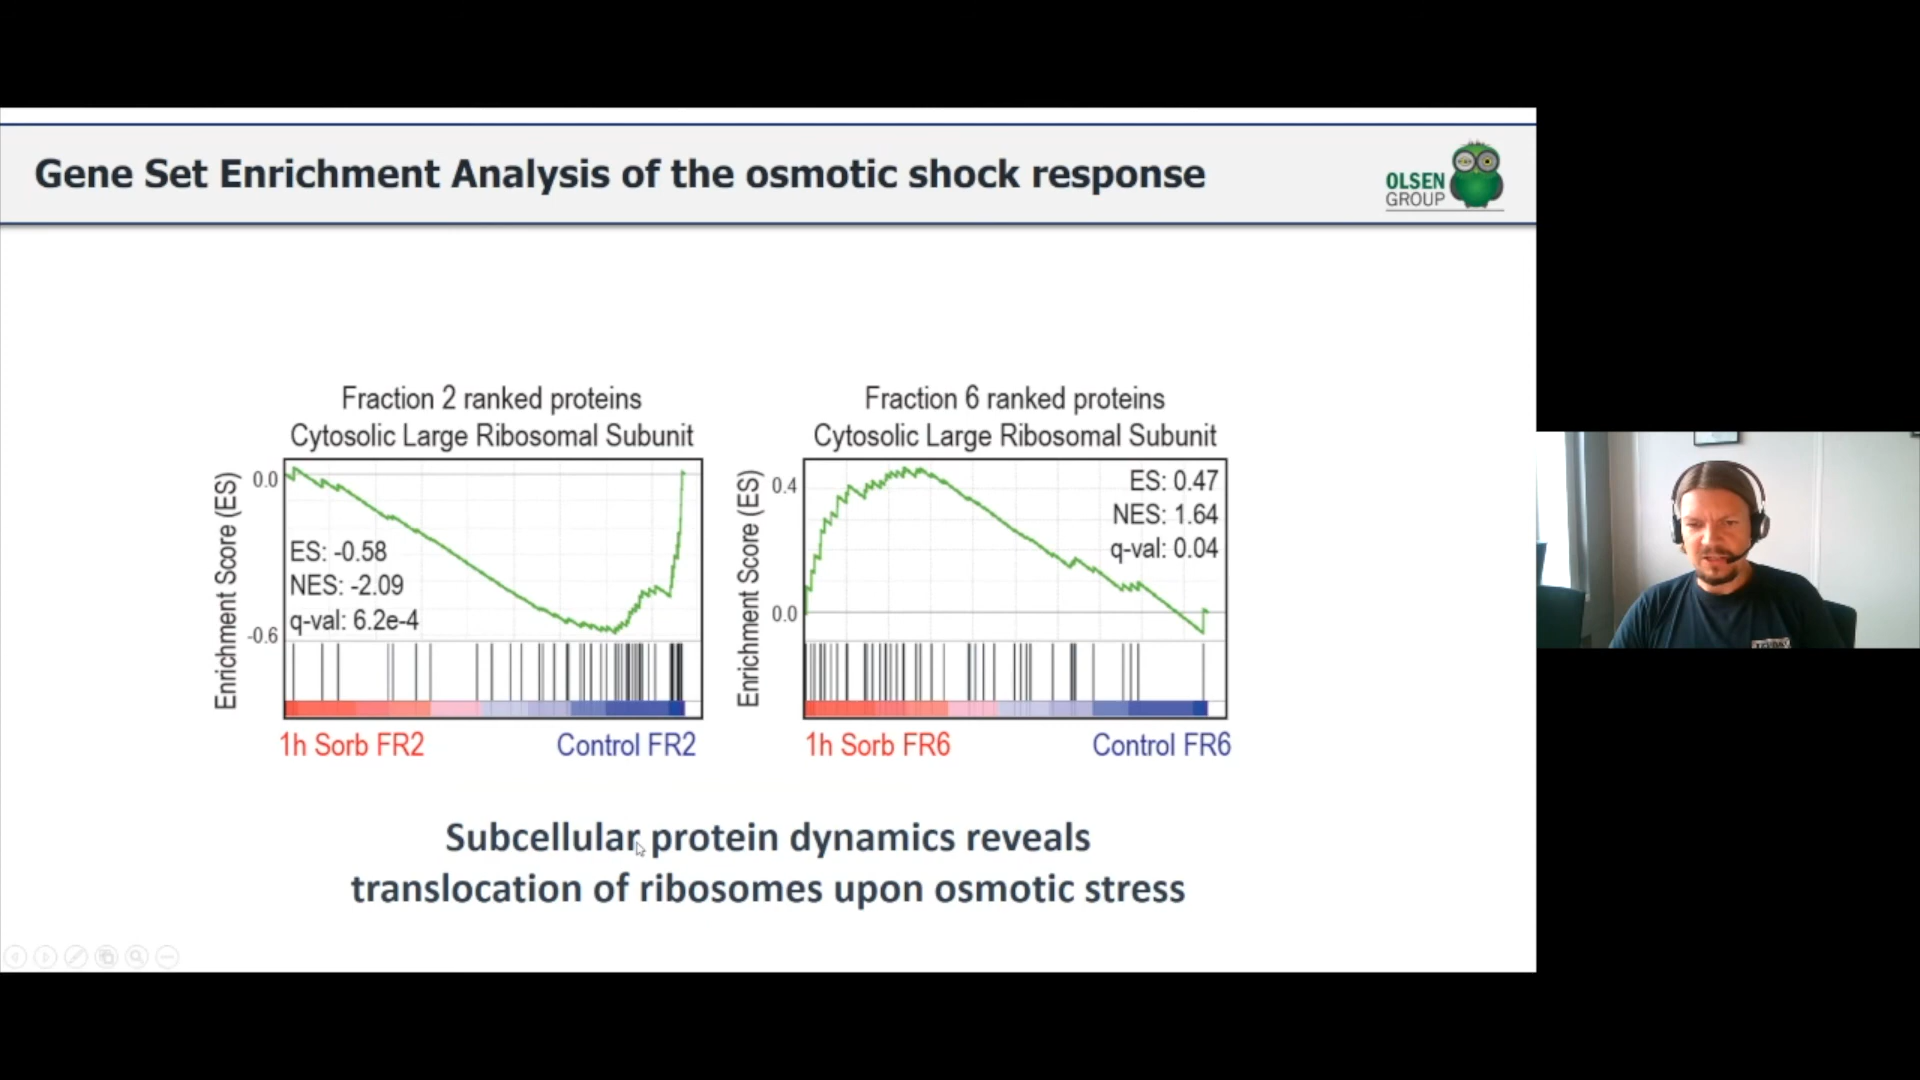 Gene Set Enrichment Analysis of the osmotic shock response
OLSEN
GROUP
Fraction 2 ranked proteins
Cytosolic Large Ribosomal Subunit
Enrichment Score (ES)
0.0
-0.6
ES: -0.58
NES: -2.09
q-val: 6.2e-4
1h Sorb FR2
Control FR2
Fraction 6 ranked proteins
Cytosolic Large Ribosomal Subunit
Enrichment Score (ES)
0.4
0.0
ES: 0.47
NES: 1.64
q-val: 0.04
1h Sorb FR6
Control FR6
Subcellular protein dynamics reveals
translocation of ribosomes upon osmotic stress